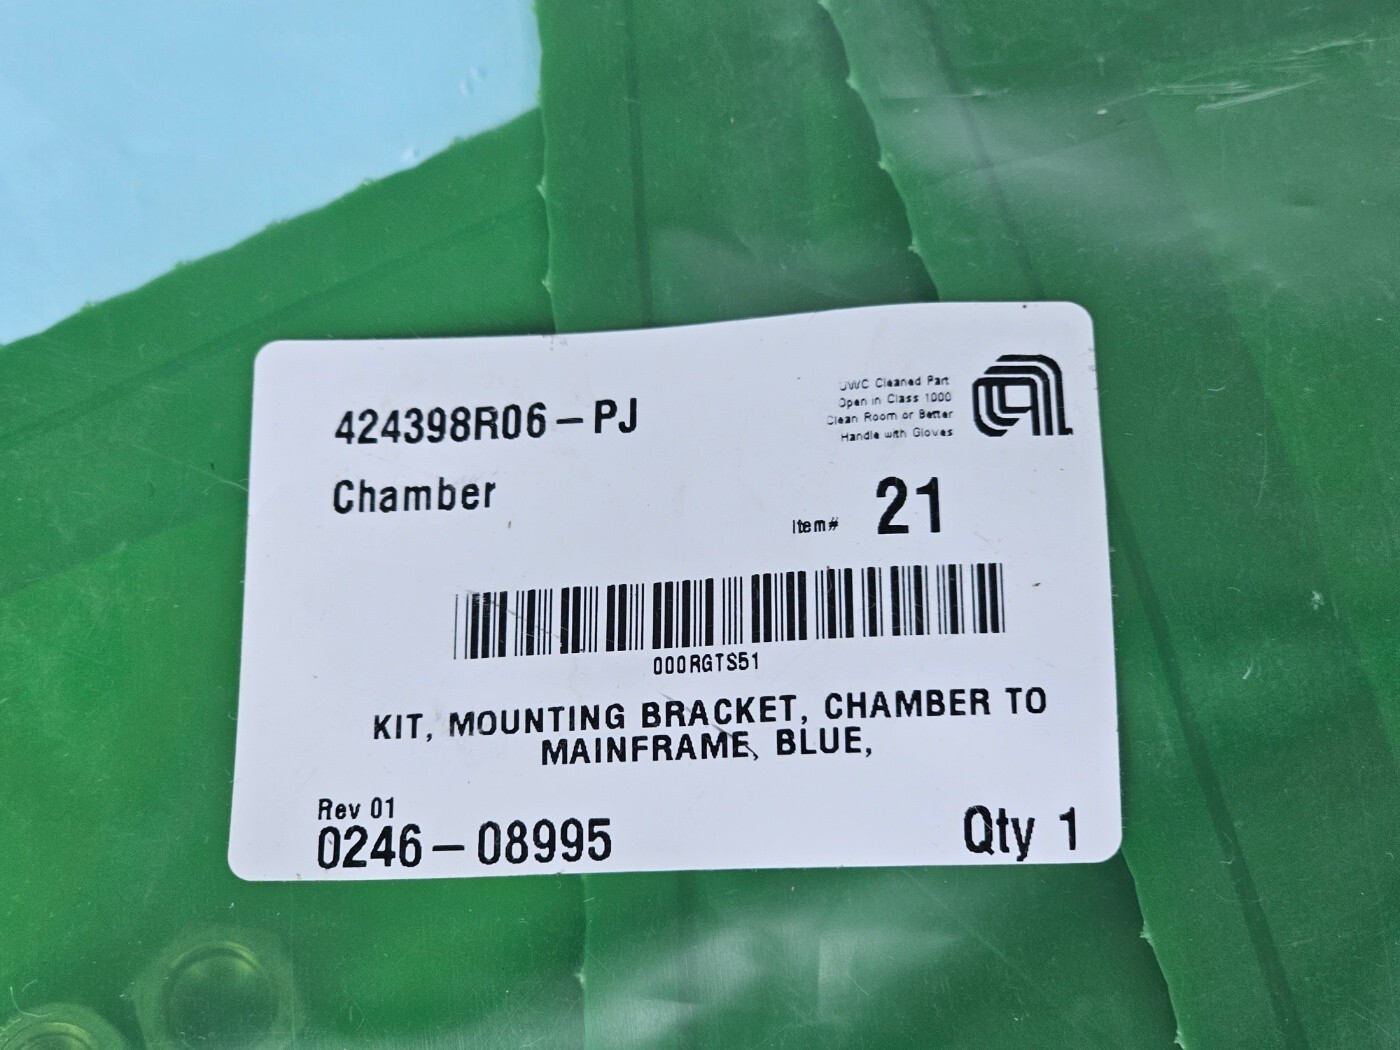 424398R06-PJ
UWC Cleaned Part
Open in Class 1000
Clean Room or Better
Handle with Gloves
Chamber
Item# 21
000RGTS51
KIT, MOUNTING BRACKET, CHAMBER TO
MAINFRAME, BLUE,
Rev 01
0246-08995
Qty 1